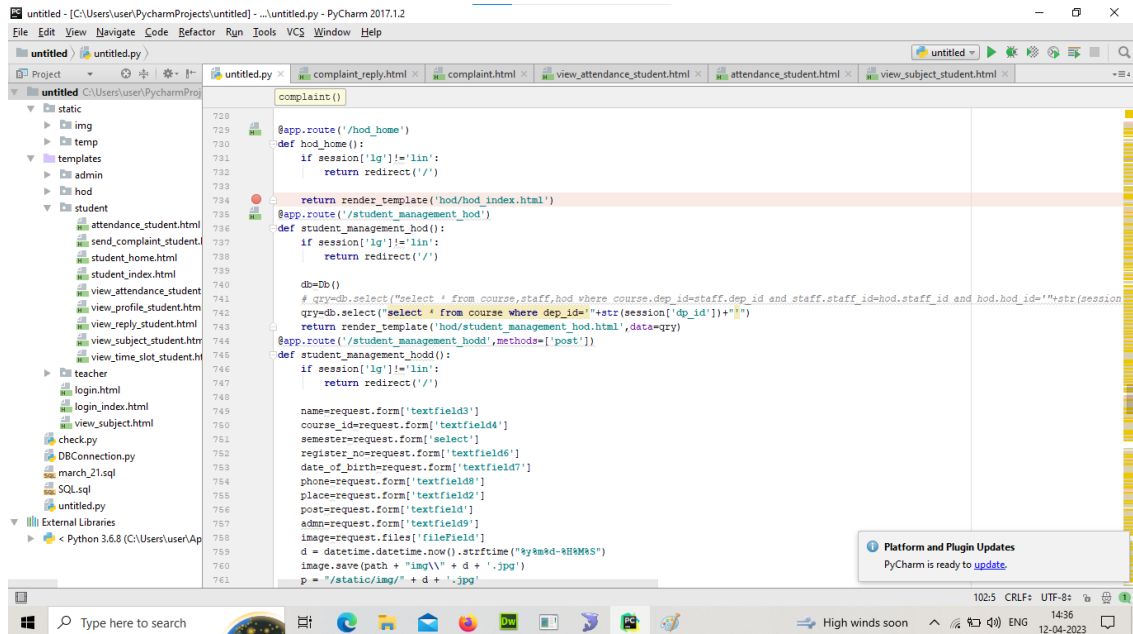 untitled - [C:\Users\user\PycharmProjects\untitled] - ...\untitled.py - PyCharm 2017.1.2
File Edit View Navigate Code Refactor Run Tools VCS Window Help
untitled untitled.py untitled
Project untitled.py complaint_reply.html complaint.html view_attendance_student.html attendance_student.html view_subject_student.html
untitled C:\Users\user\PycharmProj
static
img
temp
templates
admin
hod
student
attendance_student.html
send_complaint_student.
student_home.html
student_index.html
view_attendance_student
view_profile_student.htm
view_reply_student.html
view_subject_student.htm
view_time_slot_student.ht
teacher
login.html
login_index.html
view_subject.html
check.py
DBConnection.py
march_21.sql
SQL.sql
untitled.py
External Libraries
< Python 3.6.8 (C:\Users\user\Ap
complaint()
728
729 @app.route('/hod_home')
730 def hod_home():
731 if session['lg']!='lin':
732 return redirect('/')
733
734 return render_template('hod/hod_index.html')
735 @app.route('/student_management_hod')
736 def student_management_hod():
737 if session['lg']!='lin':
738 return redirect('/')
739
740 db=Db()
741 # qry=db.select("select * from course,staff,hod where course.dep_id=staff.dep_id and staff.staff_id=hod.staff_id and hod.hod_id='"+str(session
742 qry=db.select("select * from course where dep_id='"+str(session['dp_id'])+"'")
743 return render_template('hod/student_management_hod.html',data=qry)
744 @app.route('/student_management_hodd',methods=['post'])
745 def student_management_hodd():
746 if session['lg']!='lin':
747 return redirect('/')
748
749 name=request.form['textfield3']
750 course_id=request.form['textfield4']
751 semester=request.form['select']
752 register_no=request.form['textfield6']
753 date_of_birth=request.form['textfield7']
754 phone=request.form['textfield8']
755 place=request.form['textfield2']
756 post=request.form['textfield']
757 admn=request.form['textfield9']
758 image=request.files['fileField']
759 d = datetime.datetime.now().strftime("%y%m%d-%H%M%S")
760 image.save(path + "img\\" + d + '.jpg')
761 p = "/static/img/" + d + '.jpg'
Platform and Plugin Updates
PyCharm is ready to update.
102:5 CRLF÷ UTF-8÷
Type here to search
High winds soon
ENG
14:36
12-04-2023